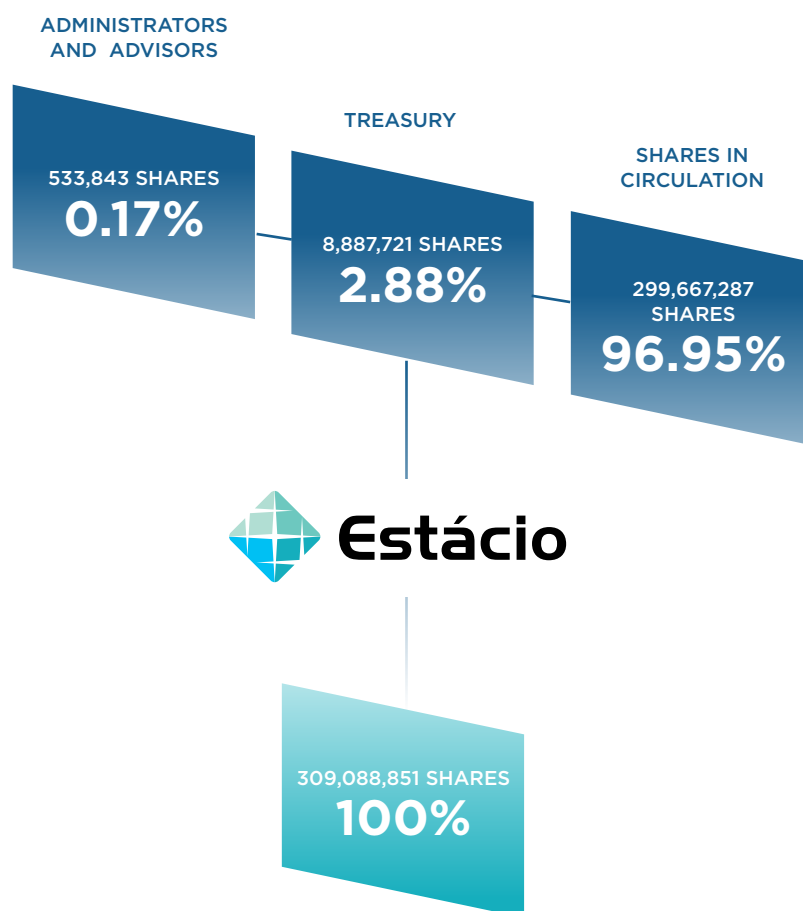 ADMINISTRATORS
AND ADVISORS
533,843 SHARES
0.17%
TREASURY
8,887,721 SHARES
2.88%
SHARES IN
CIRCULATION
299,667,287
SHARES
96.95%
Estácio
309,088,851 SHARES
100%